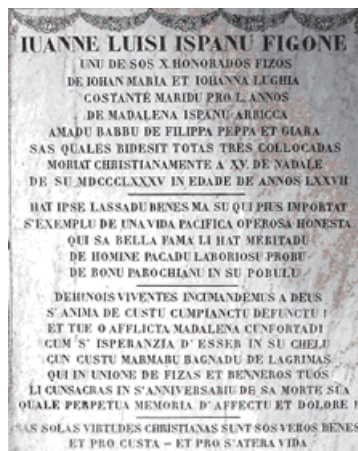 IUANNE LUISI ISPANU FIGONE
UNU DE SOS X HONORADOS FIZOS
DE IOHAN MARIA ET IOHANNA LUGHIA
COSTANTE MARIDU PRO L ANNOS
DE MADALENA ISPANU ARRICCA
AMADU BABBU DE FILIPPA PEPPA ET GIARA
SAS QUALES BIDESIT TOTAS TRES COLLOCADAS
MORIAT CHRISTIANAMENTE A XV DE NADALE
DE SU MDCCCLXXXV IN EDADE DE ANNOS LXXVII
HAT IPSE LASSADU BENES MA SU QUI PIUS IMPORTAT
S'EXEMPLU DE UNA VIDA PACIFICA OPEROSA HONESTA
QUI SA BELLA FAMA LI HAT MERITADU
DE HOMINE PACADU LABORIOSU PROBU
DE BONU PAROCHIANU IN SU POBULU
DEHINOIS VIVENTES INCUMANDEMUS A DEUS
S'ANIMA DE CUSTU CUMPIANCTU DEFUNCTU !
ET TUE O AFFLICTA MADALENA CUNFORTADI
CUM S'ISPERANZIA D'ESSER IN SU CHELU
CUN CUSTU MARMARU BAGNADU DE LAGRIMAS
QUI IN UNIONE DE FIZAS ET BENNEROS TUOS
LI CUNSACRAS IN S'ANNIVERSARIU DE SA MORTE SUA
QUALE PERPETUA MEMORIA D'AFFECTU ET DOLORE !
SAS SOLAS VIRTUDES CHRISTIANAS SUNT SOS VEROS BENES
ET PRO CUSTA - ET PRO S'ATERA VIDA